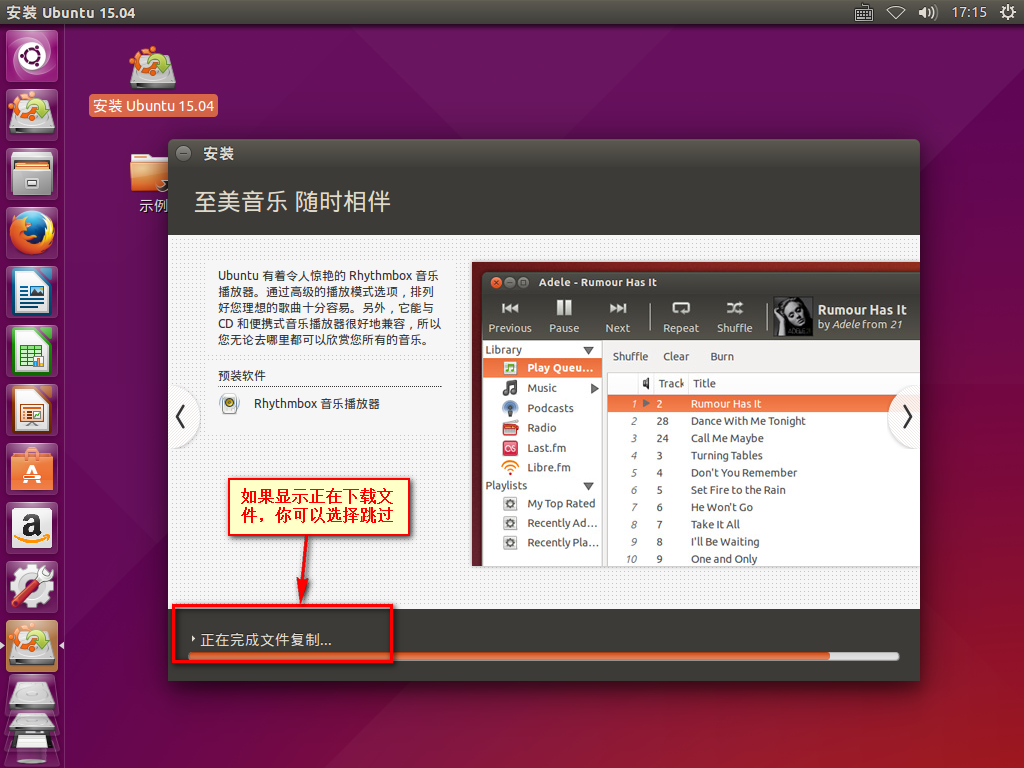 安装 Ubuntu 15.04
17:15
安装 Ubuntu 15.04
示例
安装
至美音乐 随时相伴
Ubuntu 有着令人惊艳的 Rhythmbox 音乐
播放器。通过高级的播放模式选项，排列
好您理想的歌曲十分容易。另外，它能与
CD 和便携式音乐播放器很好地兼容，所以
您无论去哪里都可以欣赏您所有的音乐。
预装软件
Rhythmbox 音乐播放器
Adele - Rumour Has It
Previous Pause Next Repeat Shuffle
Rumour Has It
by Adele from 21
Library
Play Queu...
Music
Podcasts
Radio
Last.fm
Libre.fm
Playlists
My Top Rated
Recently Ad...
Recently Pla...
Shuffle Clear Burn
Track Title
1 2 Rumour Has It
2 28 Dance With Me Tonight
3 24 Call Me Maybe
4 3 Turning Tables
5 4 Don't You Remember
6 5 Set Fire to the Rain
7 6 He Won't Go
8 7 Take It All
9 8 I'll Be Waiting
10 9 One and Only
如果显示正在下载文
件，你可以选择跳过
正在完成文件复制...